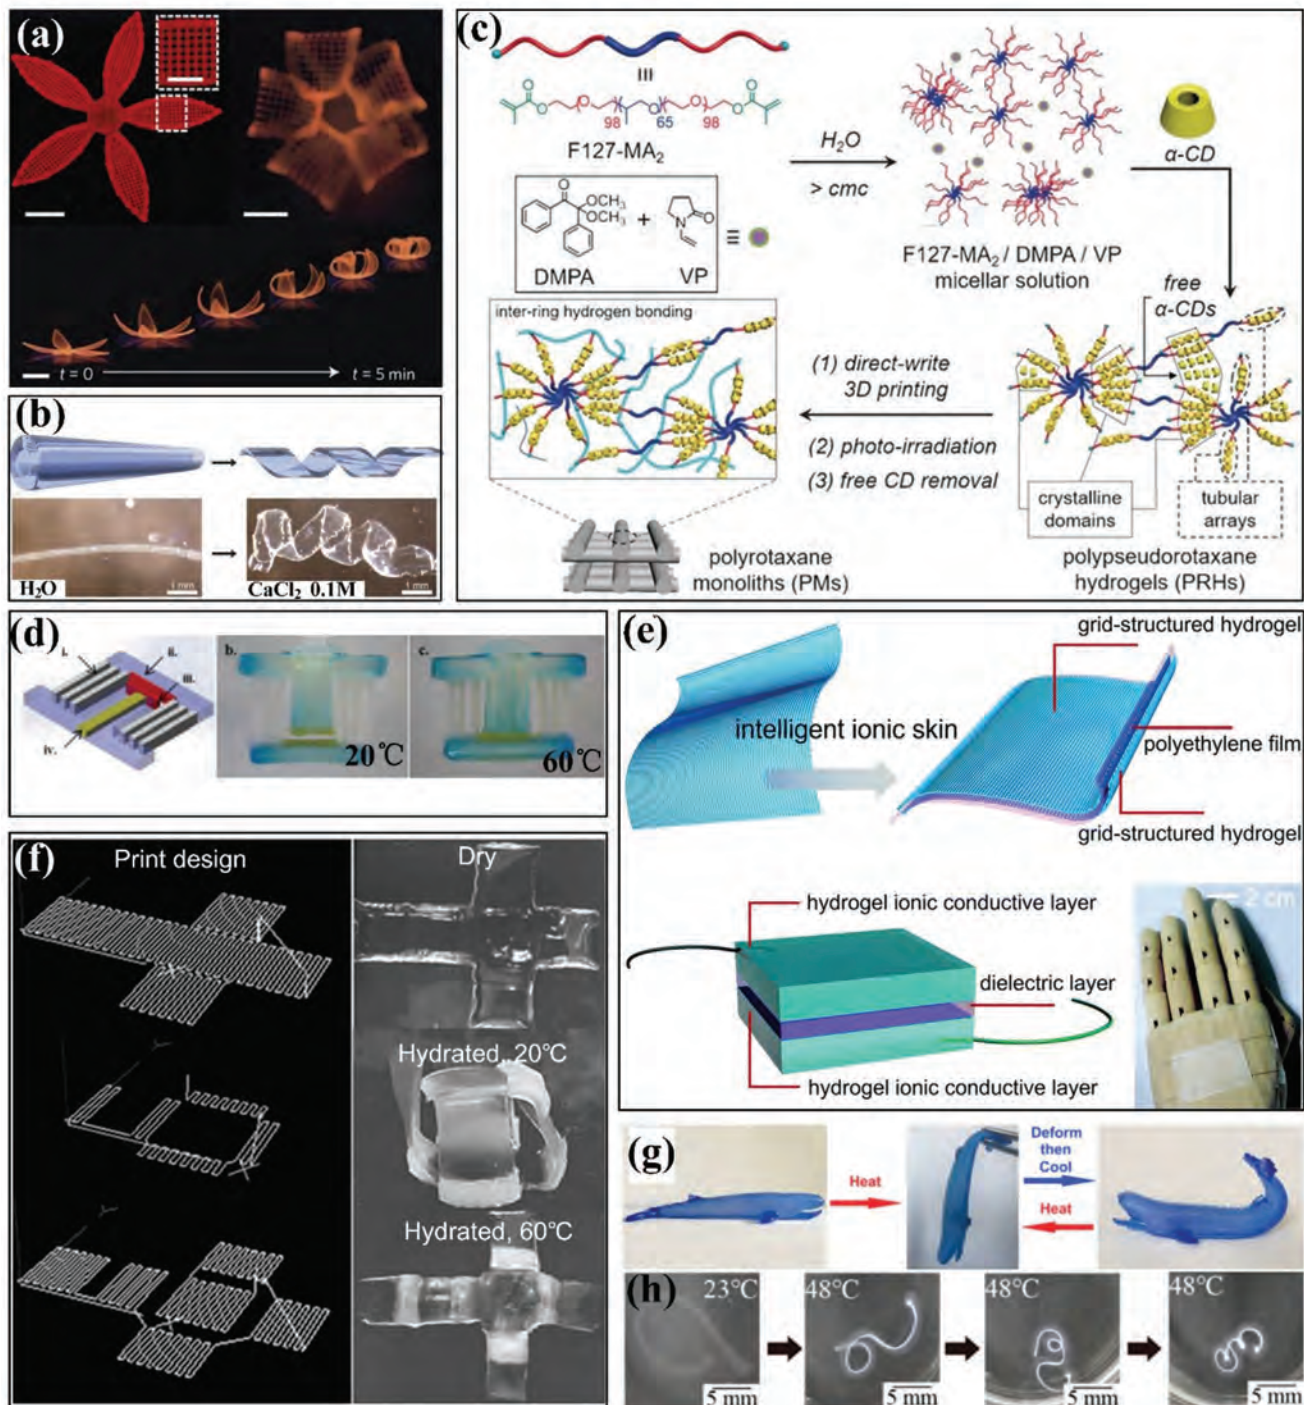 (a)
t = 0
t = 5 min
(b)
H₂O
CaCl₂ 0.1M
1 mm
1 mm
(c)
III
O
O
O
O
O
O
O
98
65
98
F127-MA₂
O
OCH₃
OCH₃
+
N
O
≡
DMPA
VP
H₂O
> cmc
F127-MA₂ / DMPA / VP
micellar solution
α-CD
free
α-CDs
inter-ring hydrogen bonding
(1) direct-write
3D printing
(2) photo-irradiation
(3) free CD removal
crystalline
domains
tubular
arrays
polyrotaxane
monoliths (PMs)
polypseudorotaxane
hydrogels (PRHs)
(d)
i.
ii.
iii.
iv.
b.
20℃
c.
60℃
(e)
grid-structured hydrogel
intelligent ionic skin
polyethylene film
grid-structured hydrogel
hydrogel ionic conductive layer
dielectric layer
hydrogel ionic conductive layer
2 cm
(f)
Print design
Dry
Hydrated, 20℃
Hydrated, 60℃
(g)
Heat
Deform
then
Cool
Heat
(h)
23℃
48℃
48℃
48℃
5 mm
5 mm
5 mm
5 mm